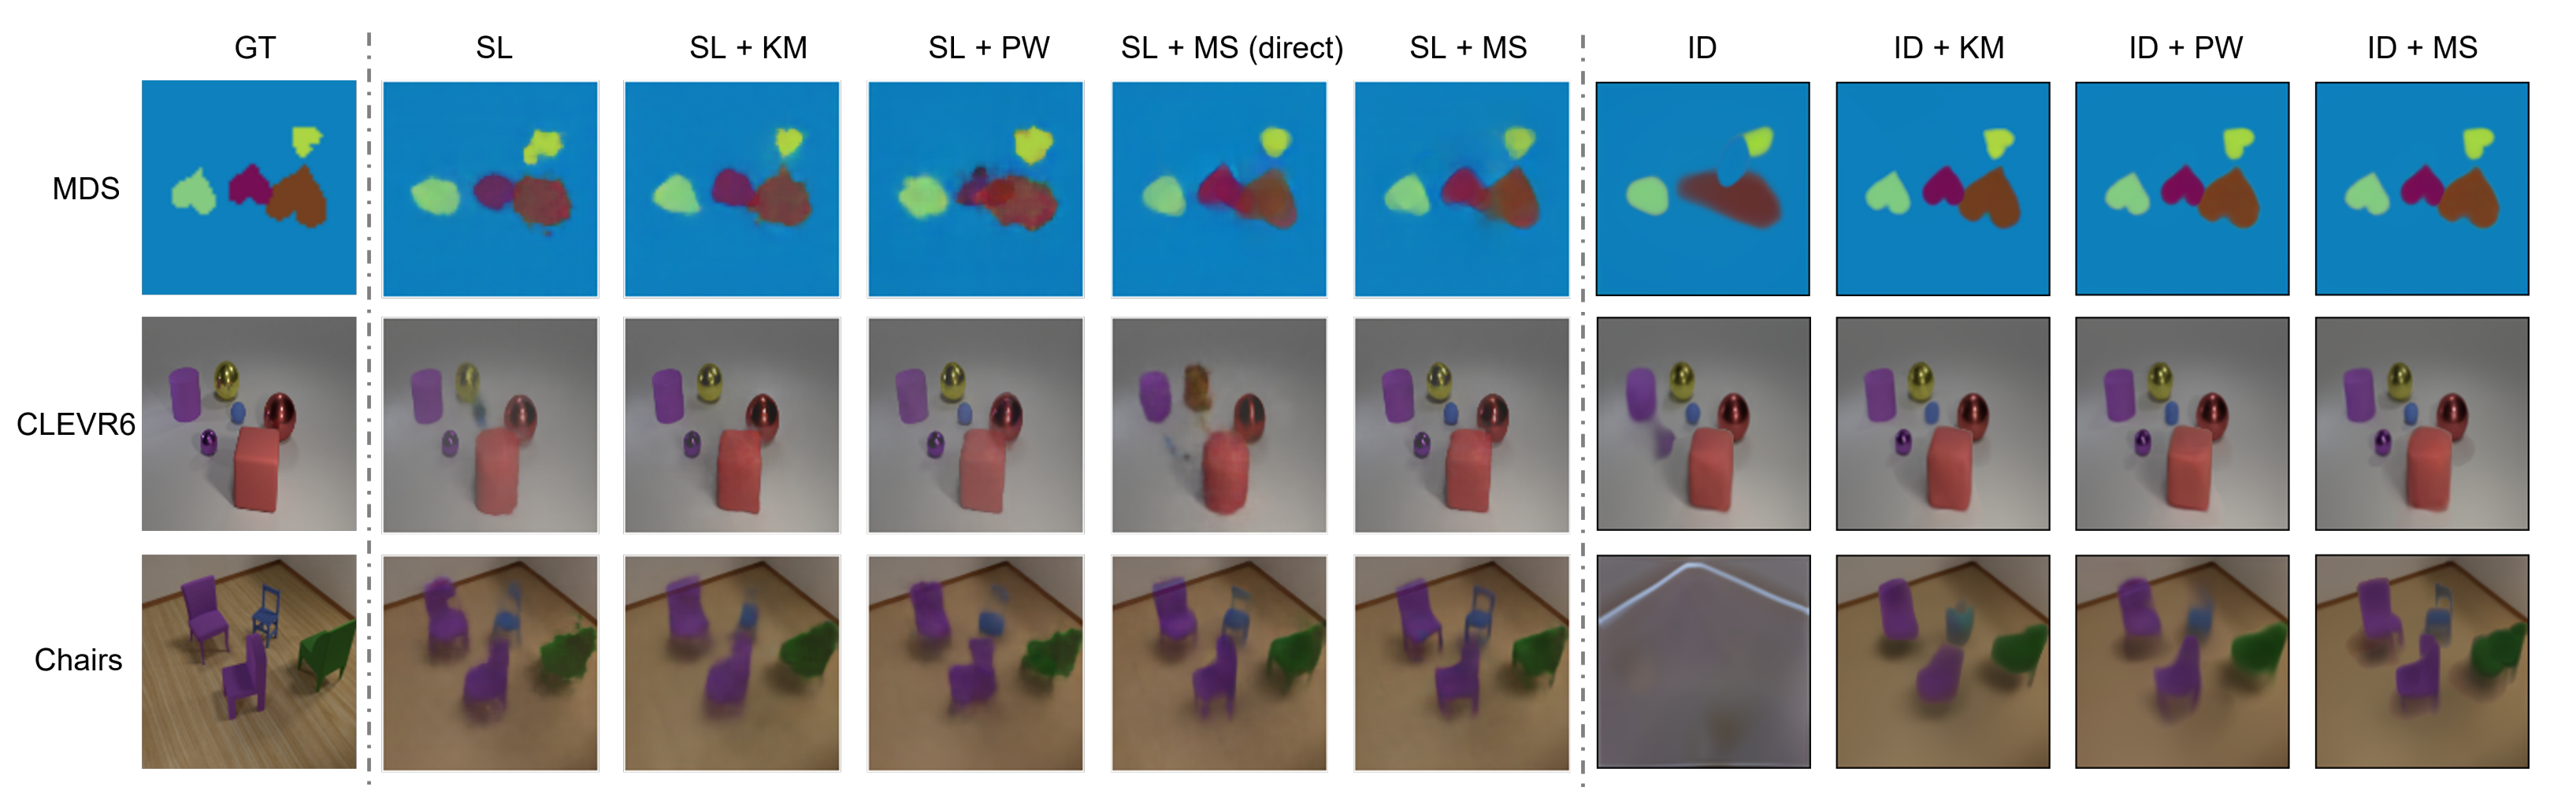 GT SL SL + KM SL + PW SL + MS (direct) SL + MS ID ID + KM ID + PW ID + MS
MDS
CLEVR6
Chairs